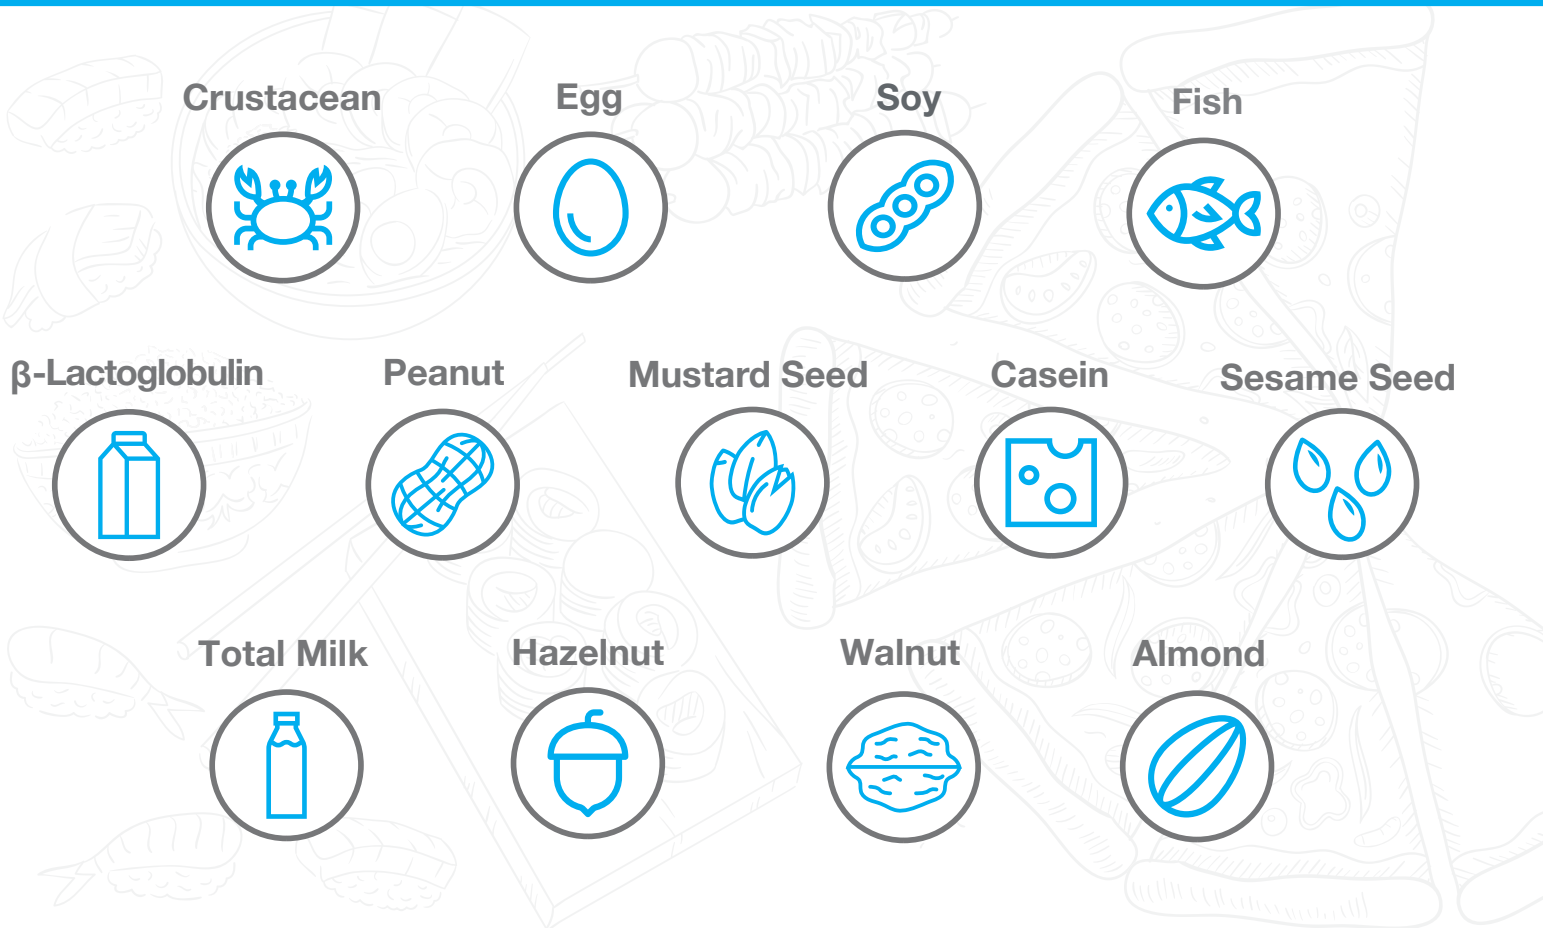 Crustacean
Egg
Soy
Fish
β-Lactoglobulin
Peanut
Mustard Seed
Casein
Sesame Seed
Total Milk
Hazelnut
Walnut
Almond